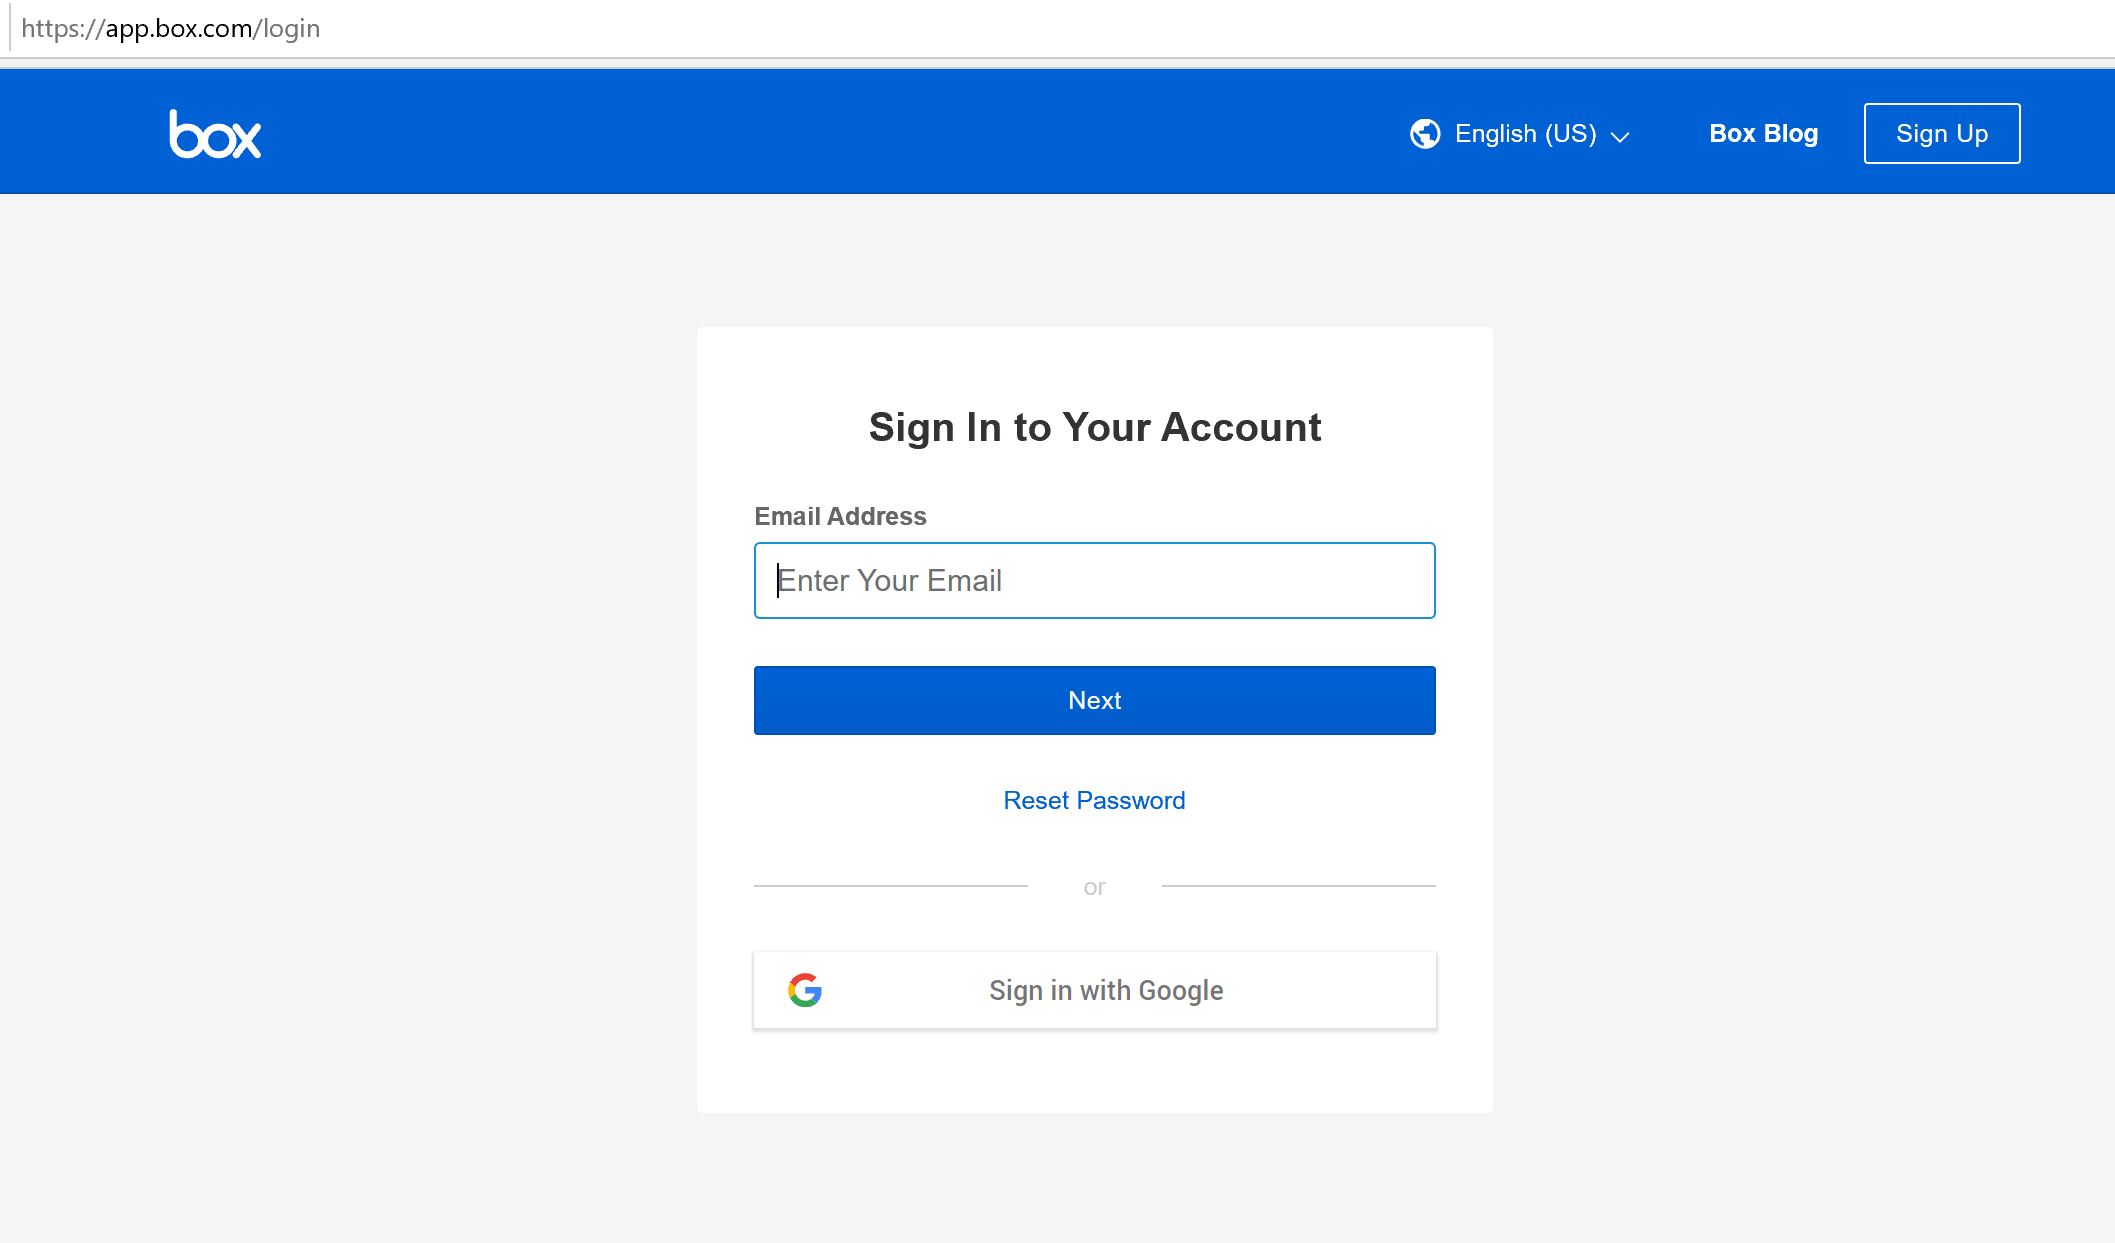 https://app.box.com/login
box
English (US)
Box Blog
Sign Up
Sign In to Your Account
Email Address
Enter Your Email
Next
Reset Password
or
Sign in with Google